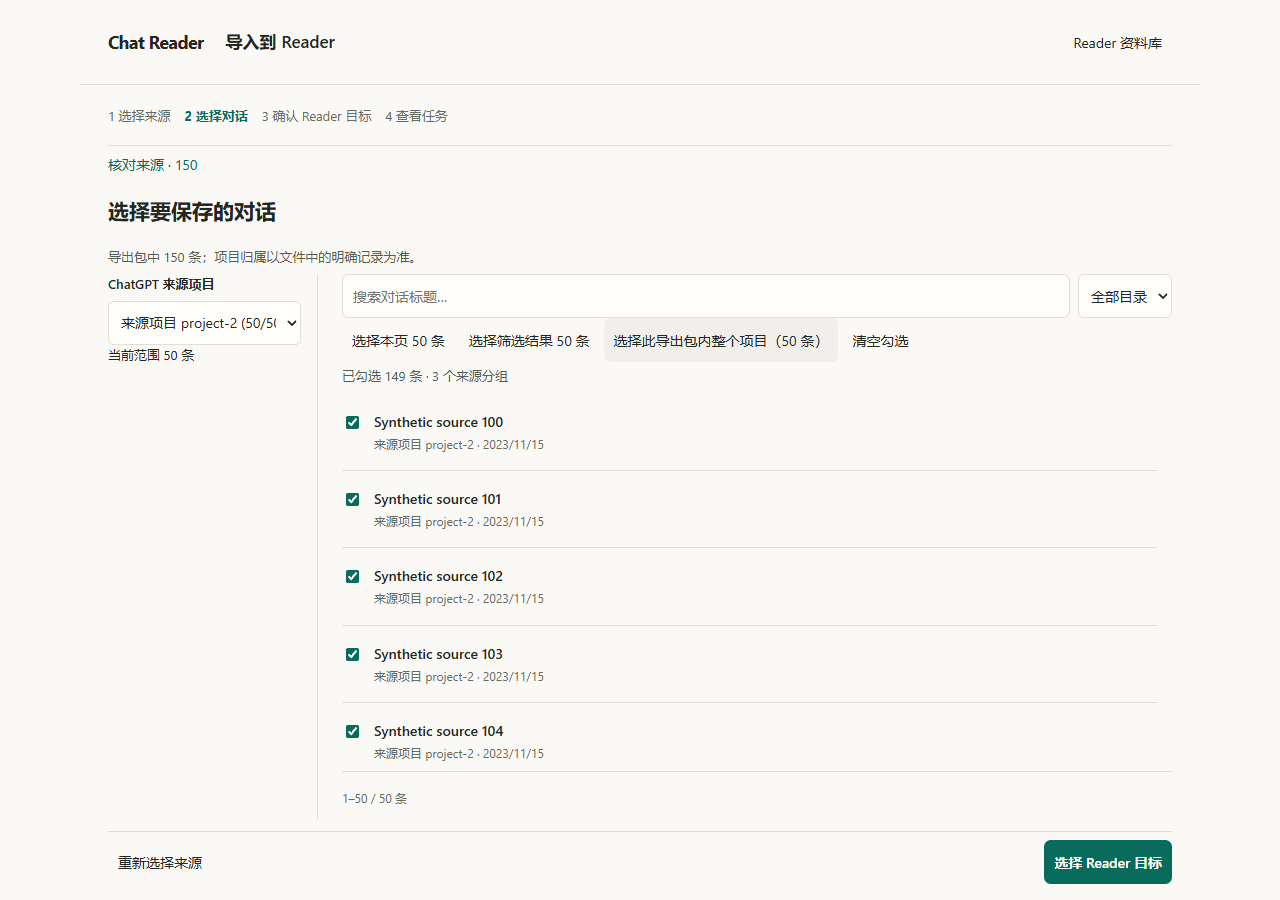 Chat Reader 导入到 Reader Reader 资料库
1 选择来源 2 选择对话 3 确认 Reader 目标 4 查看任务
核对来源 · 150
选择要保存的对话
导出包中 150 条；项目归属以文件中的明确记录为准。
ChatGPT 来源项目
来源项目 project-2 (50/50
当前范围 50 条
搜索对话标题...
全部目录
选择本页 50 条 选择筛选结果 50 条 选择此导出包内整个项目（50 条） 清空勾选
已勾选 149 条 · 3 个来源分组
Synthetic source 100
来源项目 project-2 · 2023/11/15
Synthetic source 101
来源项目 project-2 · 2023/11/15
Synthetic source 102
来源项目 project-2 · 2023/11/15
Synthetic source 103
来源项目 project-2 · 2023/11/15
Synthetic source 104
来源项目 project-2 · 2023/11/15
1–50 / 50 条
重新选择来源 选择 Reader 目标